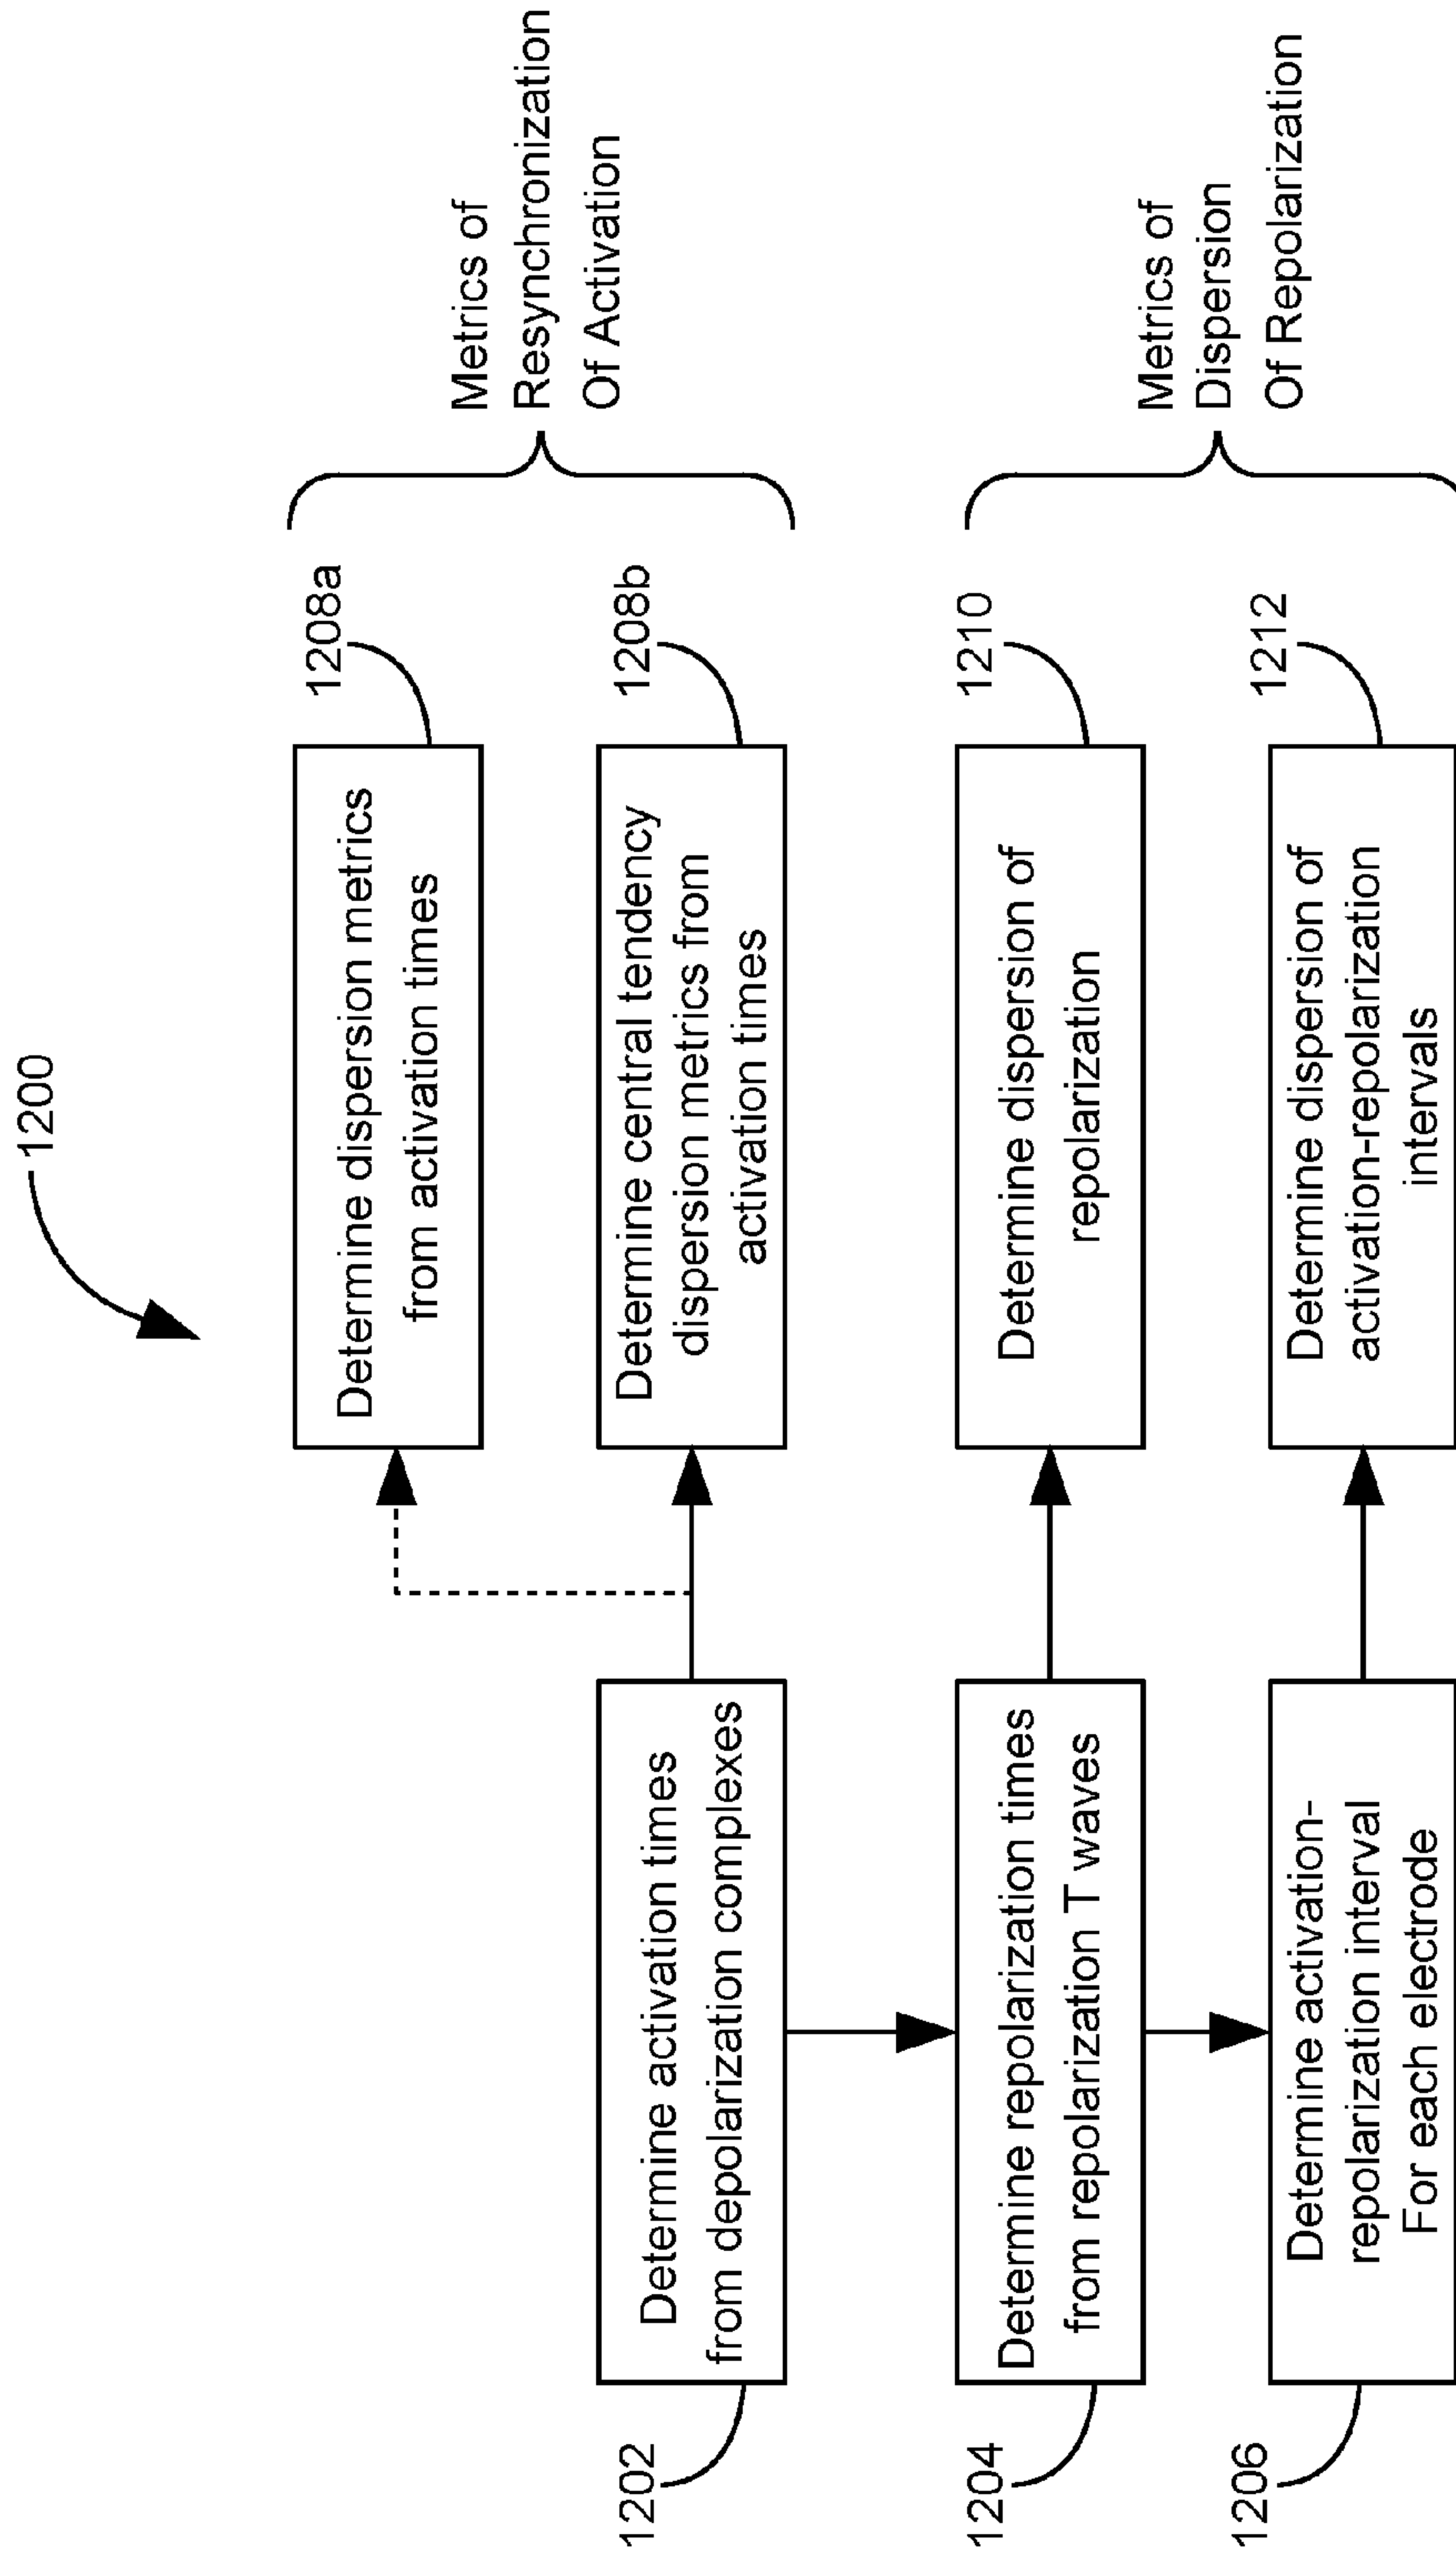 1200
Determine dispersion metrics
from activation times
1208a
Metrics of
Resynchronization
Of Activation
1202
Determine activation times
from depolarization complexes
Determine central tendency
dispersion metrics from
activation times
1208b
1204
Determine repolarization times
from repolarization T waves
Determine dispersion of
repolarization
1210
Metrics of
Dispersion
Of Repolarization
1206
Determine activation-
repolarization interval
For each electrode
Determine dispersion of
activation-repolarization
intervals
1212